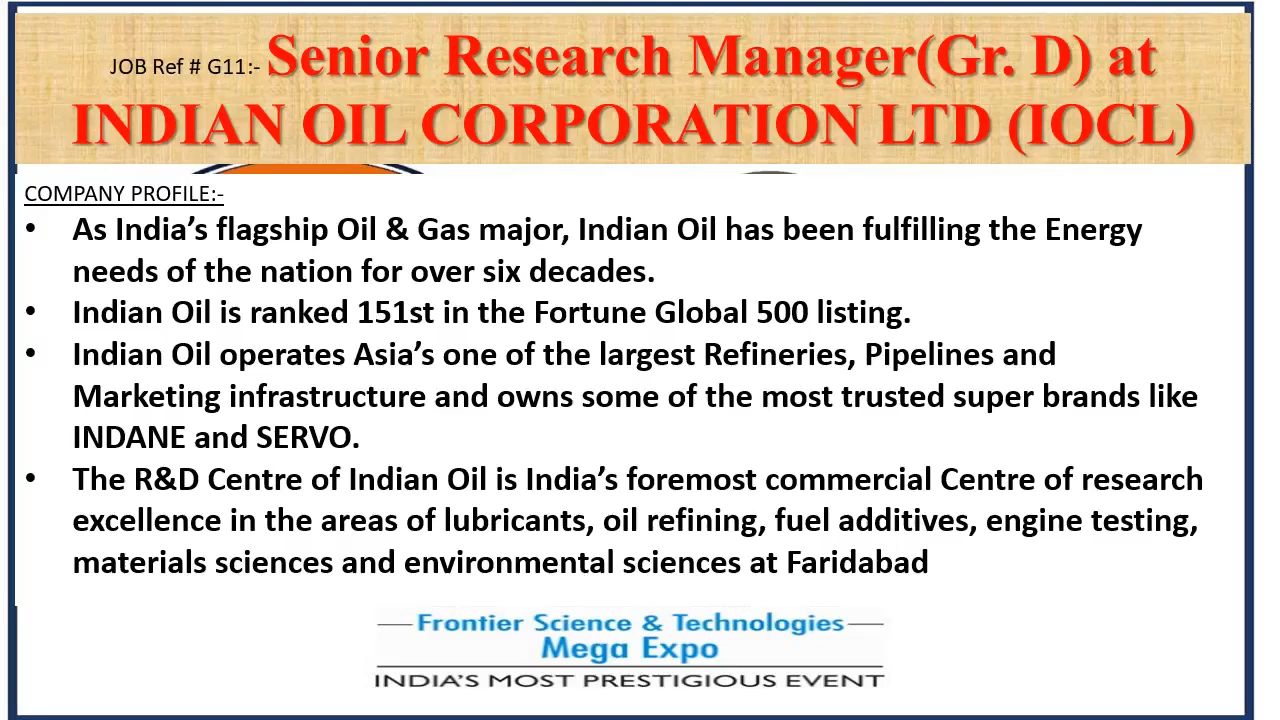 JOB Ref # G11:- Senior Research Manager(Gr. D) at
INDIAN OIL CORPORATION LTD (IOCL)
COMPANY PROFILE:-
• As India’s flagship Oil & Gas major, Indian Oil has been fulfilling the Energy
needs of the nation for over six decades.
• Indian Oil is ranked 151st in the Fortune Global 500 listing.
• Indian Oil operates Asia’s one of the largest Refineries, Pipelines and
Marketing infrastructure and owns some of the most trusted super brands like
INDANE and SERVO.
• The R&D Centre of Indian Oil is India’s foremost commercial Centre of research
excellence in the areas of lubricants, oil refining, fuel additives, engine testing,
materials sciences and environmental sciences at Faridabad
Frontier Science & Technologies
Mega Expo
INDIA'S MOST PRESTIGIOUS EVENT